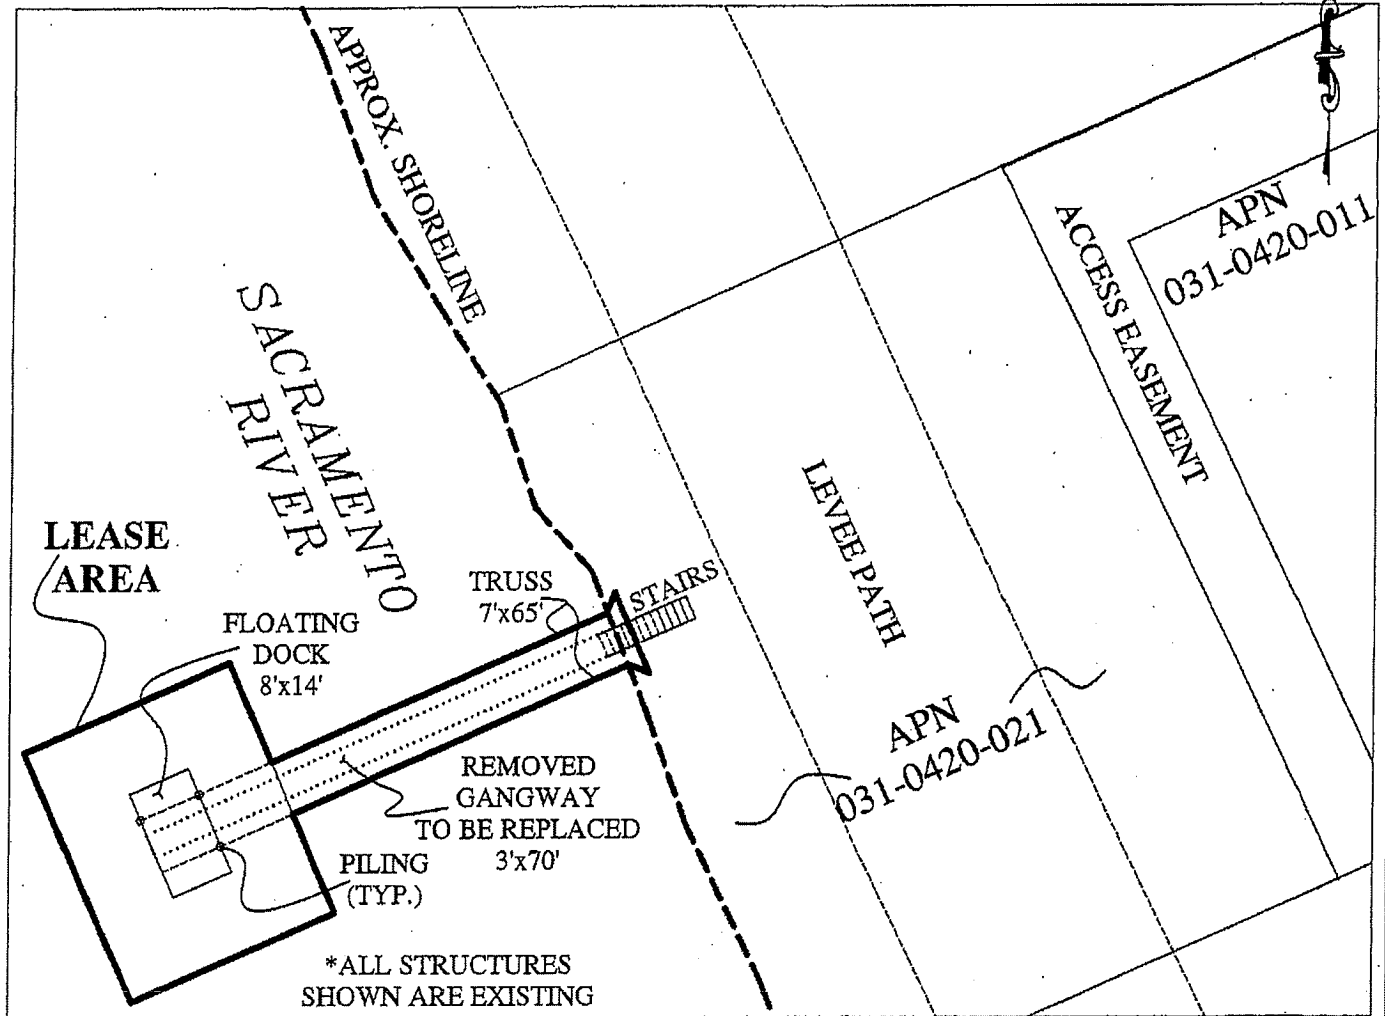 APPROX. SHORELINE
APN
031-0420-011
ACCESS EASEMENT
SACRAMENTO
RIVER
LEVEE PATH
LEASE
AREA
FLOATING
DOCK
8'x14'
TRUSS
7'x65'
STAIRS
APN
031-0420-021
REMOVED
GANGWAY
TO BE REPLACED
3'x70'
PILING
(TYP.)
*ALL STRUCTURES
SHOWN ARE EXISTING